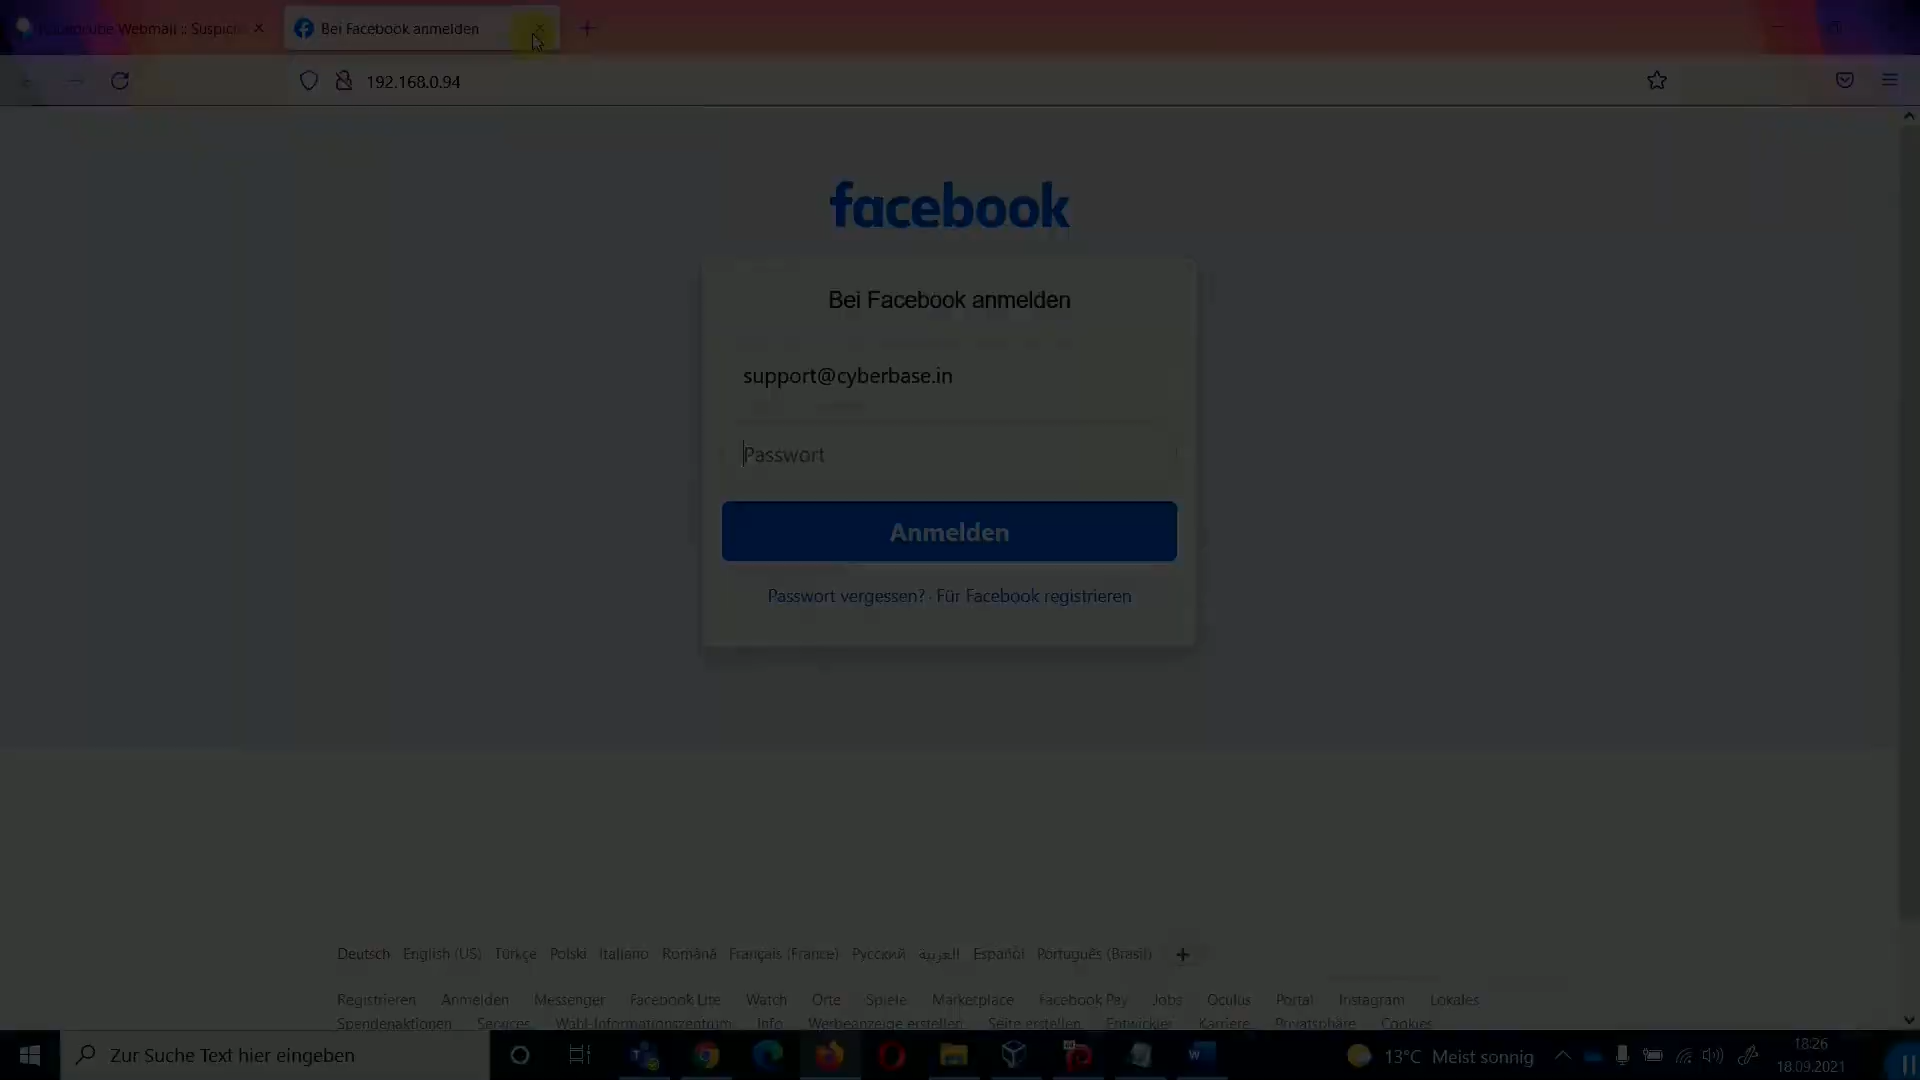 Roundcube Webmail :: Suspicio
Bei Facebook anmelden
192.168.0.94
facebook
Bei Facebook anmelden
support@cyberbase.in
Passwort
Anmelden
Passwort vergessen? · Für Facebook registrieren
Deutsch English (US) Türkçe Polski Italiano Română Français (France) Русский العربية Español Português (Brasil)
Registrieren Anmelden Messenger Facebook Lite Watch Orte Spiele Marketplace Facebook Pay Jobs Oculus Portal Instagram Lokales
Spendenaktionen Services Wahl-Informationszentrum Info Werbeanzeige erstellen Seite erstellen Entwickler Karriere Privatsphäre Cookies
Zur Suche Text hier eingeben
13°C Meist sonnig
18:26
18.09.2021